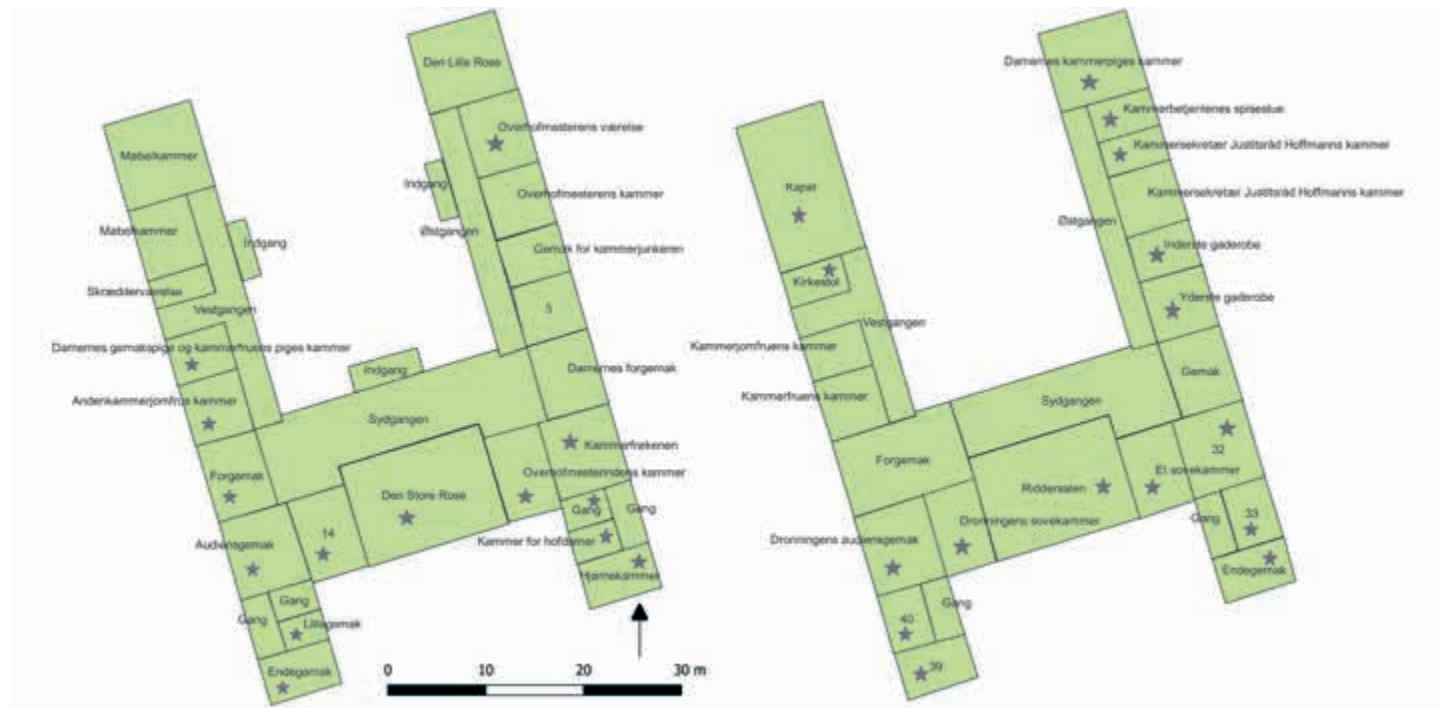 Den Lille Rose
Overhofmesterens værelse
Møbelkammer
Indgang
Overhofmesterens kammer
Østgangen
Møbelkammer
Indgang
Gemak for kammerjunkeren
Skrædderværelse
Vestgangen
5
Damernes gemakspige og kammerfruens piges kammer
Indgang
Damernes forgemak
Andenkammerjomfrus kammer
Sydgangen
Kammerfrøkenen
Forgemak
Overhofmesterindens kammer
Den Store Rose
Gang
Gang
14
Audiensgemak
Kammer for hofdamer
Hjørnekammer
Gang
Gang
Lillegemak
Endegemak
0 10 20 30 m
Damernes kammerpiges kammer
Kammerbetjentenes spisestue
Kammersekretær Justitsråd Hoffmanns kammer
Kapel
Kammersekretær Justitsråd Hoffmanns kammer
Østgangen
Inderste gaderobe
Kirkestol
Yderste gaderobe
Vestgangen
Kammerjomfruens kammer
Gemak
Kammerfruens kammer
Sydgangen
32
Forgemak
Et sovekammer
Riddersalen
33
Gang
Dronningens sovekammer
Dronningens audiensgemak
Endegemak
Gang
40
39